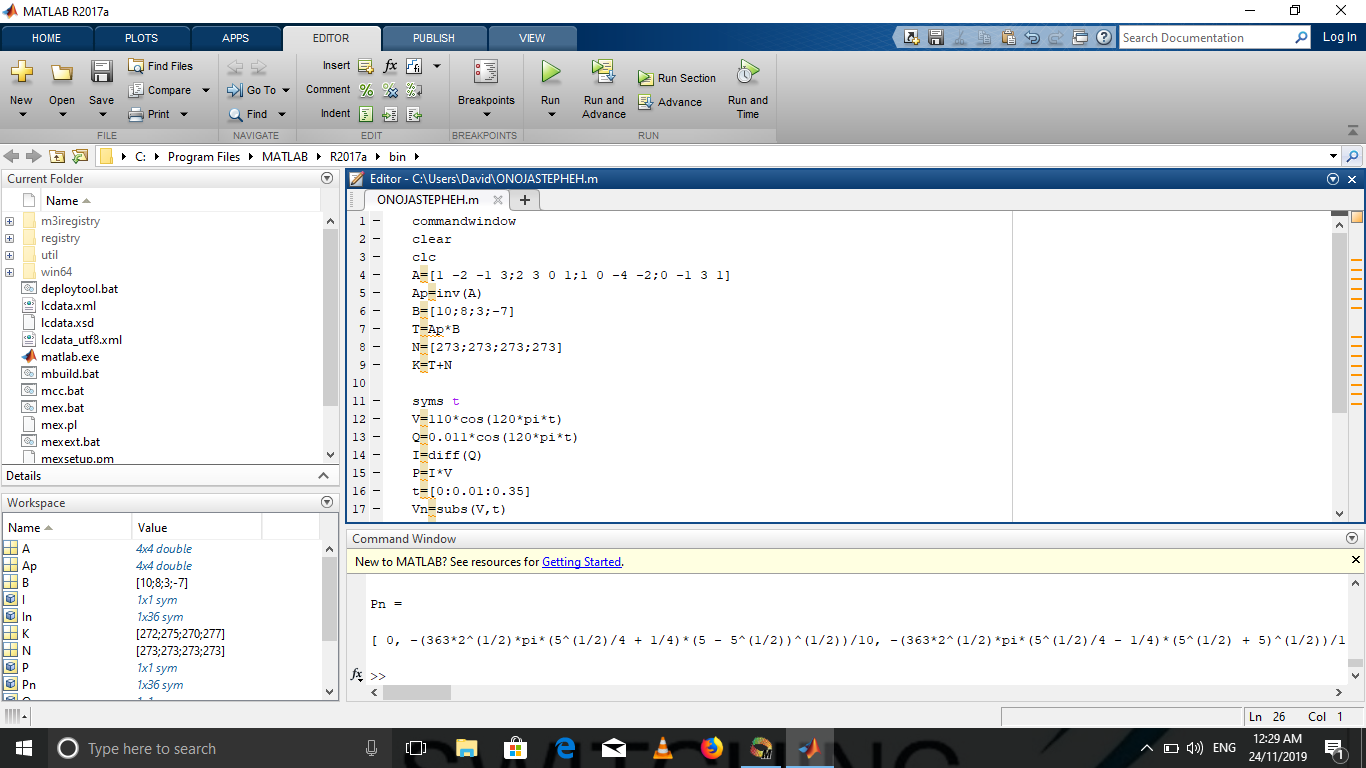 MATLAB R2017a
HOME PLOTS APPS EDITOR PUBLISH VIEW
Search Documentation
Log In
New Open Save
Find Files
Compare
Print
FILE
Go To
Find
NAVIGATE
Insert fx
Comment
Indent
EDIT
Breakpoints
BREAKPOINTS
Run
Run and Advance
Run Section
Advance
Run and Time
RUN
C: Program Files MATLAB R2017a bin
Current Folder
Name
m3iregistry
registry
util
win64
deploytool.bat
lcdata.xml
lcdata.xsd
lcdata_utf8.xml
matlab.exe
mbuild.bat
mcc.bat
mex.bat
mex.pl
mexext.bat
mexsetup.pm
Details
Workspace
Name Value
A 4x4 double
Ap 4x4 double
B [10;8;3;-7]
I 1x1 sym
In 1x36 sym
K [272;275;270;277]
N [273;273;273;273]
P 1x1 sym
Pn 1x36 sym
Editor - C:\Users\David\ONOJASTEPHEH.m
ONOJASTEPHEH.m
1 – commandwindow
2 – clear
3 – clc
4 – A=[1 -2 -1 3;2 3 0 1;1 0 -4 -2;0 -1 3 1]
5 – Ap=inv(A)
6 – B=[10;8;3;-7]
7 – T=Ap*B
8 – N=[273;273;273;273]
9 – K=T+N
10
11 – syms t
12 – V=110*cos(120*pi*t)
13 – Q=0.011*cos(120*pi*t)
14 – I=diff(Q)
15 – P=I*V
16 – t=[0:0.01:0.35]
17 – Vn=subs(V,t)
Command Window
New to MATLAB? See resources for Getting Started.
Pn =
[ 0, -(363*2^(1/2)*pi*(5^(1/2)/4 + 1/4)*(5 - 5^(1/2))^(1/2))/10, -(363*2^(1/2)*pi*(5^(1/2)/4 - 1/4)*(5^(1/2) + 5)^(1/2))/1
fx >>
Ln 26 Col 1
Type here to search
ENG
12:29 AM
24/11/2019
1